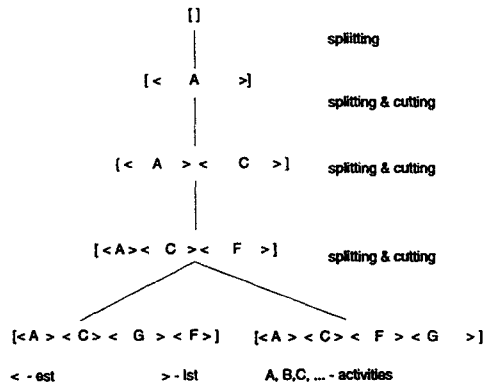 [ ]
spliitting
[ < A > ]
splitting & cutting
[ < A > < C > ]
splitting & cutting
[ < A > < C > < F > ]
splitting & cutting
[ < A > < C > < G > < F > ] [ < A > < C > < F > < G > ]
< - est > - lst A, B,C, ... - activities